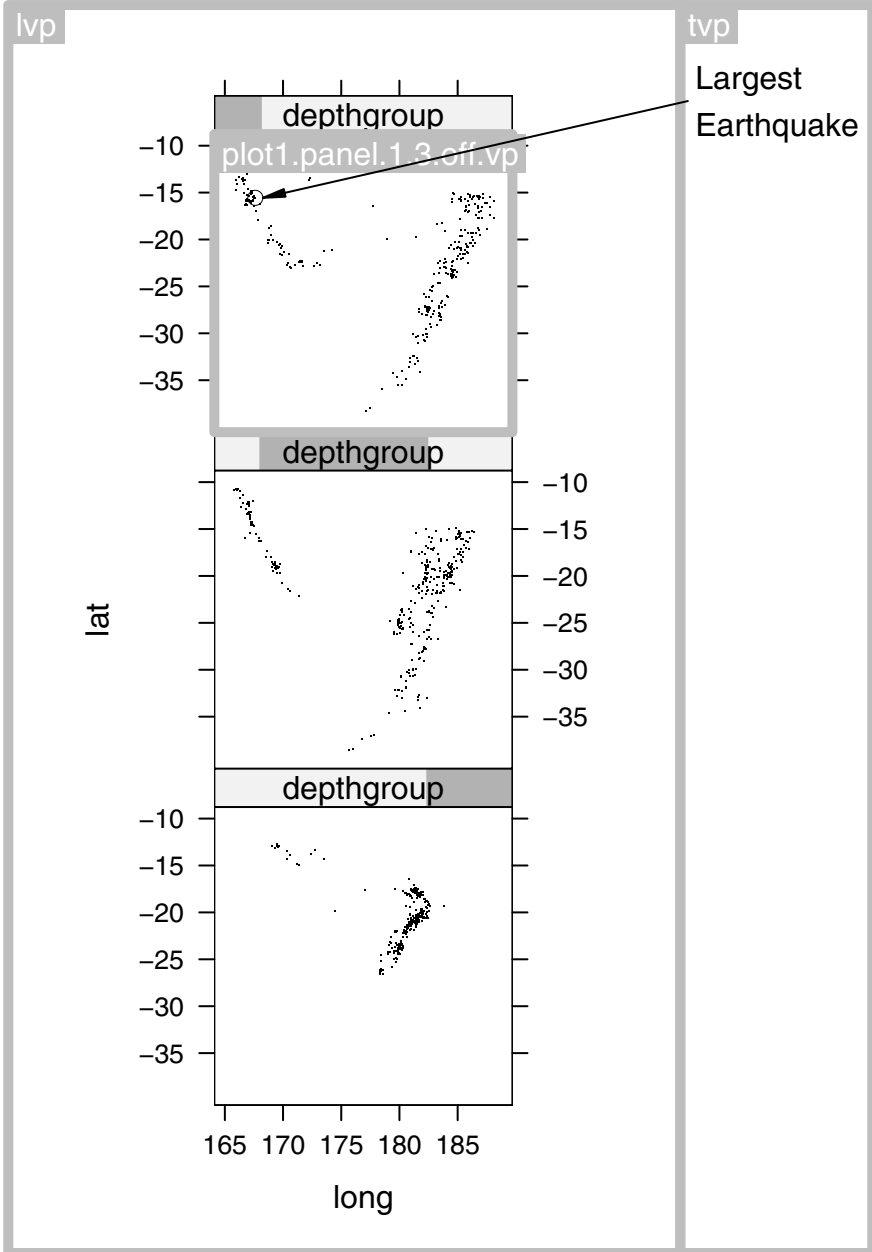 lvp
tvp
Largest
Earthquake
depthgroup
plot1.panel.1.3.off.vp
−10
−15
−20
−25
−30
−35
depthgroup
−10
−15
−20
−25
−30
−35
lat
depthgroup
−10
−15
−20
−25
−30
−35
165 170 175 180 185
long